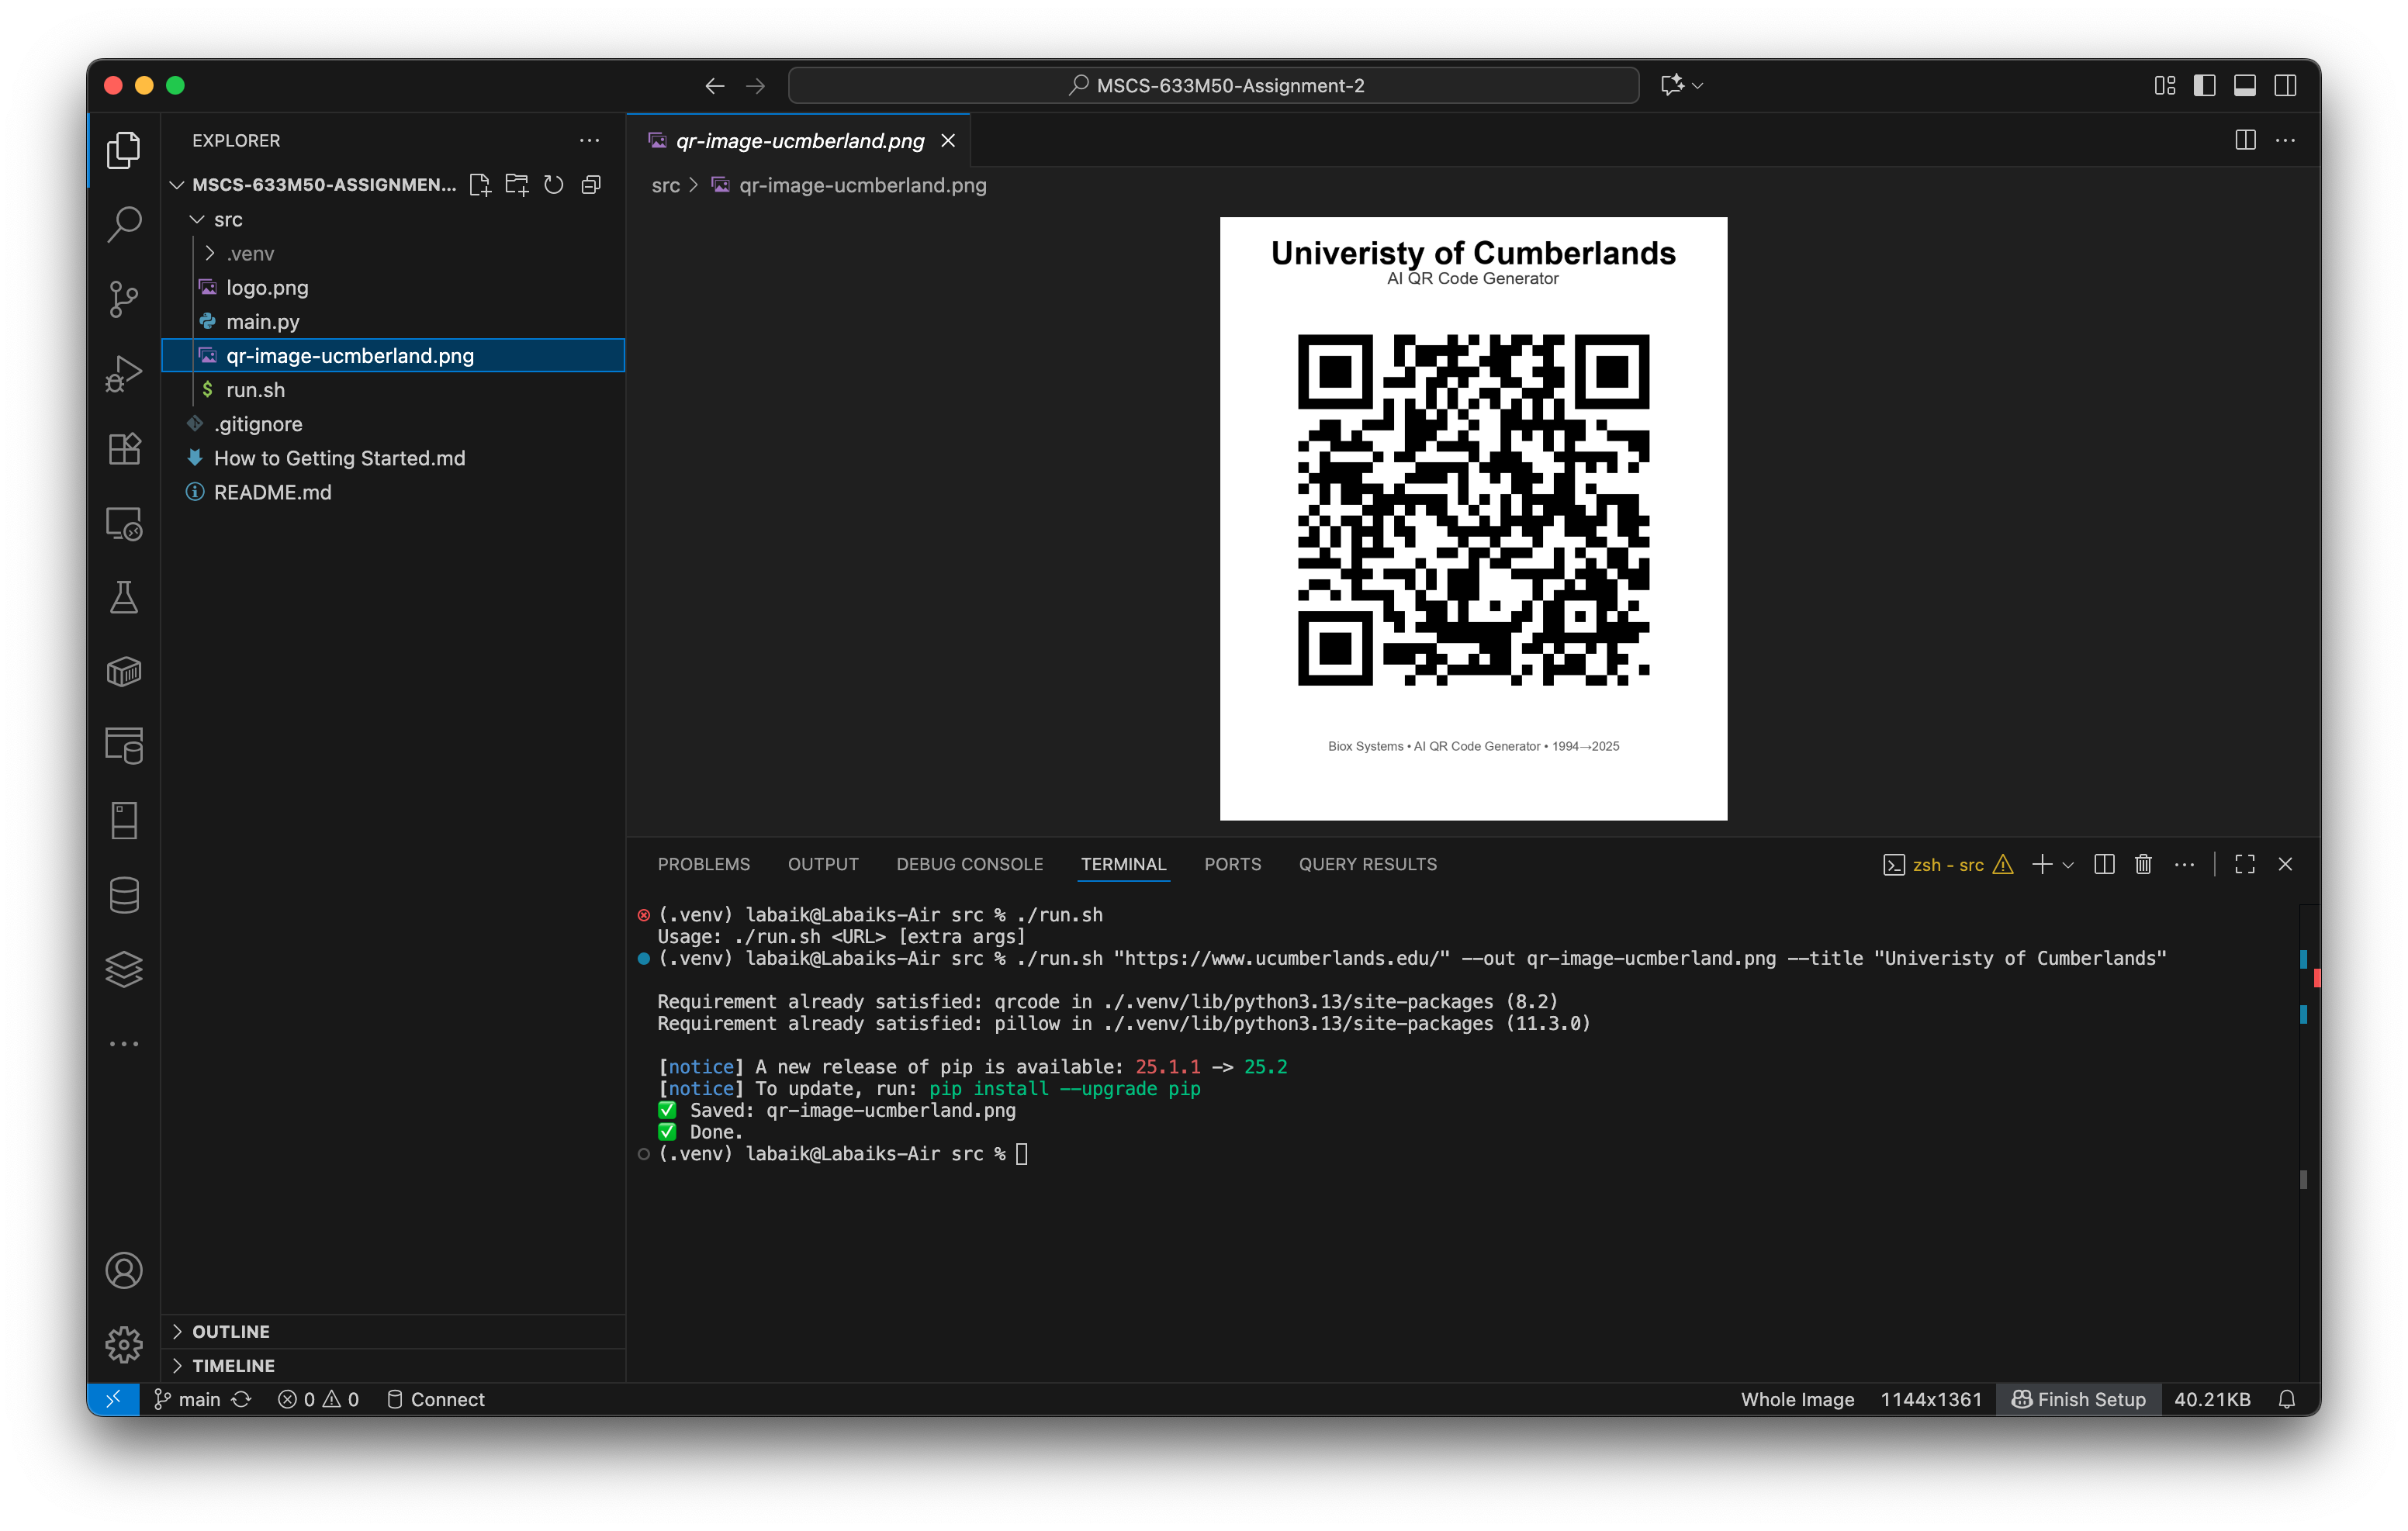 MSCS-633M50-Assignment-2
EXPLORER
MSCS-633M50-ASSIGNMEN...
src
.venv
logo.png
main.py
qr-image-ucmberland.png
run.sh
.gitignore
How to Getting Started.md
README.md
OUTLINE
TIMELINE
qr-image-ucmberland.png
src > qr-image-ucmberland.png
Univeristy of Cumberlands
AI QR Code Generator
Biox Systems • AI QR Code Generator • 1994→2025
PROBLEMS OUTPUT DEBUG CONSOLE TERMINAL PORTS QUERY RESULTS
zsh - src
(.venv) labaik@Labaiks-Air src % ./run.sh
Usage: ./run.sh <URL> [extra args]
(.venv) labaik@Labaiks-Air src % ./run.sh "https://www.ucumberlands.edu/" --out qr-image-ucmberland.png --title "Univeristy of Cumberlands"
Requirement already satisfied: qrcode in ./.venv/lib/python3.13/site-packages (8.2)
Requirement already satisfied: pillow in ./.venv/lib/python3.13/site-packages (11.3.0)
[notice] A new release of pip is available: 25.1.1 -> 25.2
[notice] To update, run: pip install --upgrade pip
✅ Saved: qr-image-ucmberland.png
✅ Done.
(.venv) labaik@Labaiks-Air src %
main 0 0 Connect
Whole Image 1144x1361 Finish Setup 40.21KB